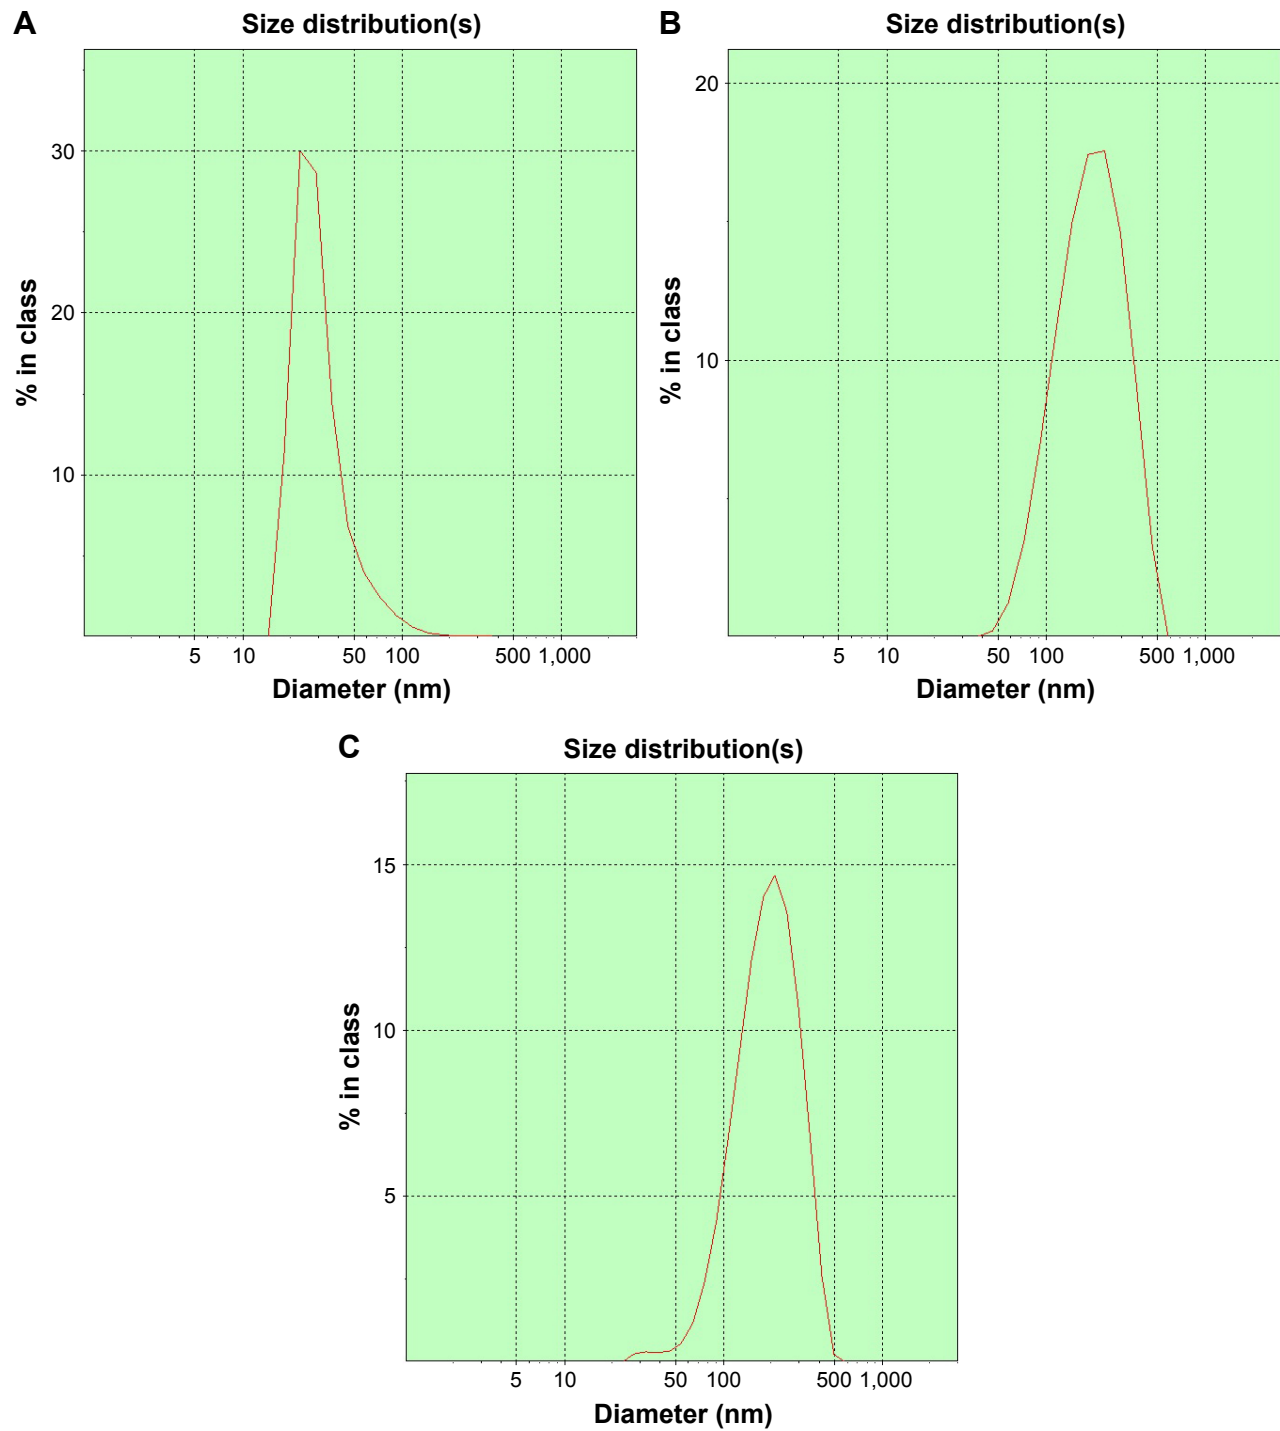 A
Size distribution(s)
30
20
10
% in class
5 10 50 100 500 1,000
Diameter (nm)
B
Size distribution(s)
20
10
% in class
5 10 50 100 500 1,000
Diameter (nm)
C
Size distribution(s)
15
10
5
% in class
5 10 50 100 500 1,000
Diameter (nm)